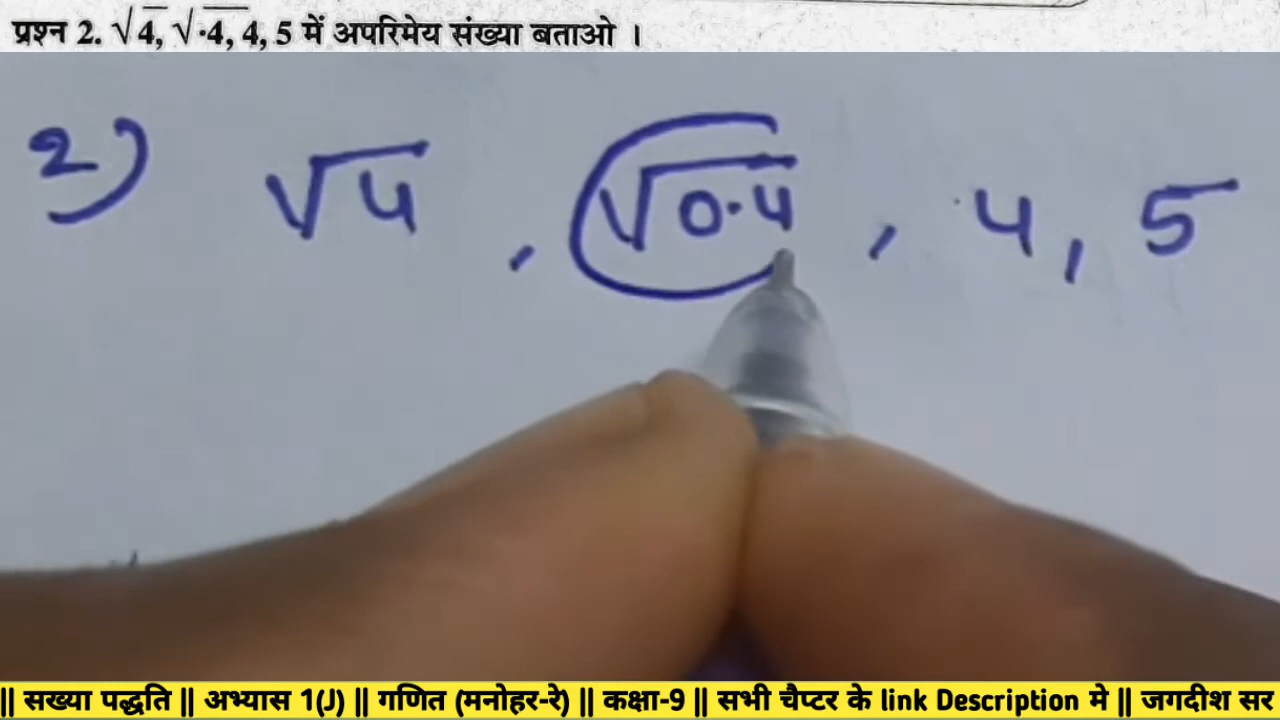 प्रश्न 2. √4, √·4, 4, 5 में अपरिमेय संख्या बताओ ।
2) √4 , √0·4 , 4, 5
|| सख्या पद्धति || अभ्यास 1(J) || गणित (मनोहर-रे) || कक्षा-9 || सभी चैप्टर के link Description मे || जगदीश सर